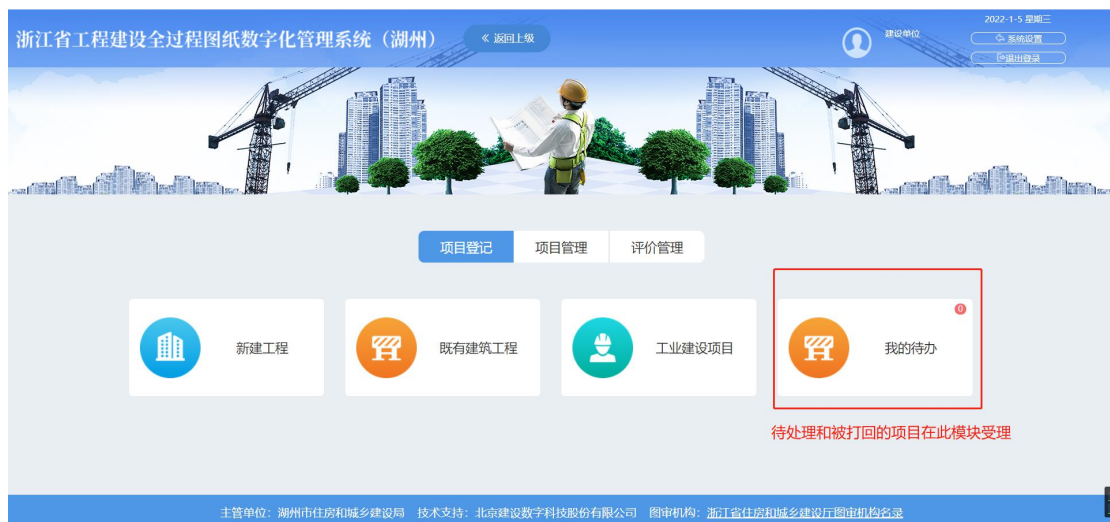 2022-1-5 星期三
浙江省工程建设全过程图纸数字化管理系统（湖州）
《 返回上级
建设单位
系统设置
退出登录
项目登记 项目管理 评价管理
0
新建工程 既有建筑工程 工业建设项目 我的待办
待处理和被打回的项目在此模块受理
主管单位：湖州市住房和城乡建设局 技术支持：北京建设数字科技股份有限公司 图审机构：浙江省住房和城乡建设厅图审机构名录